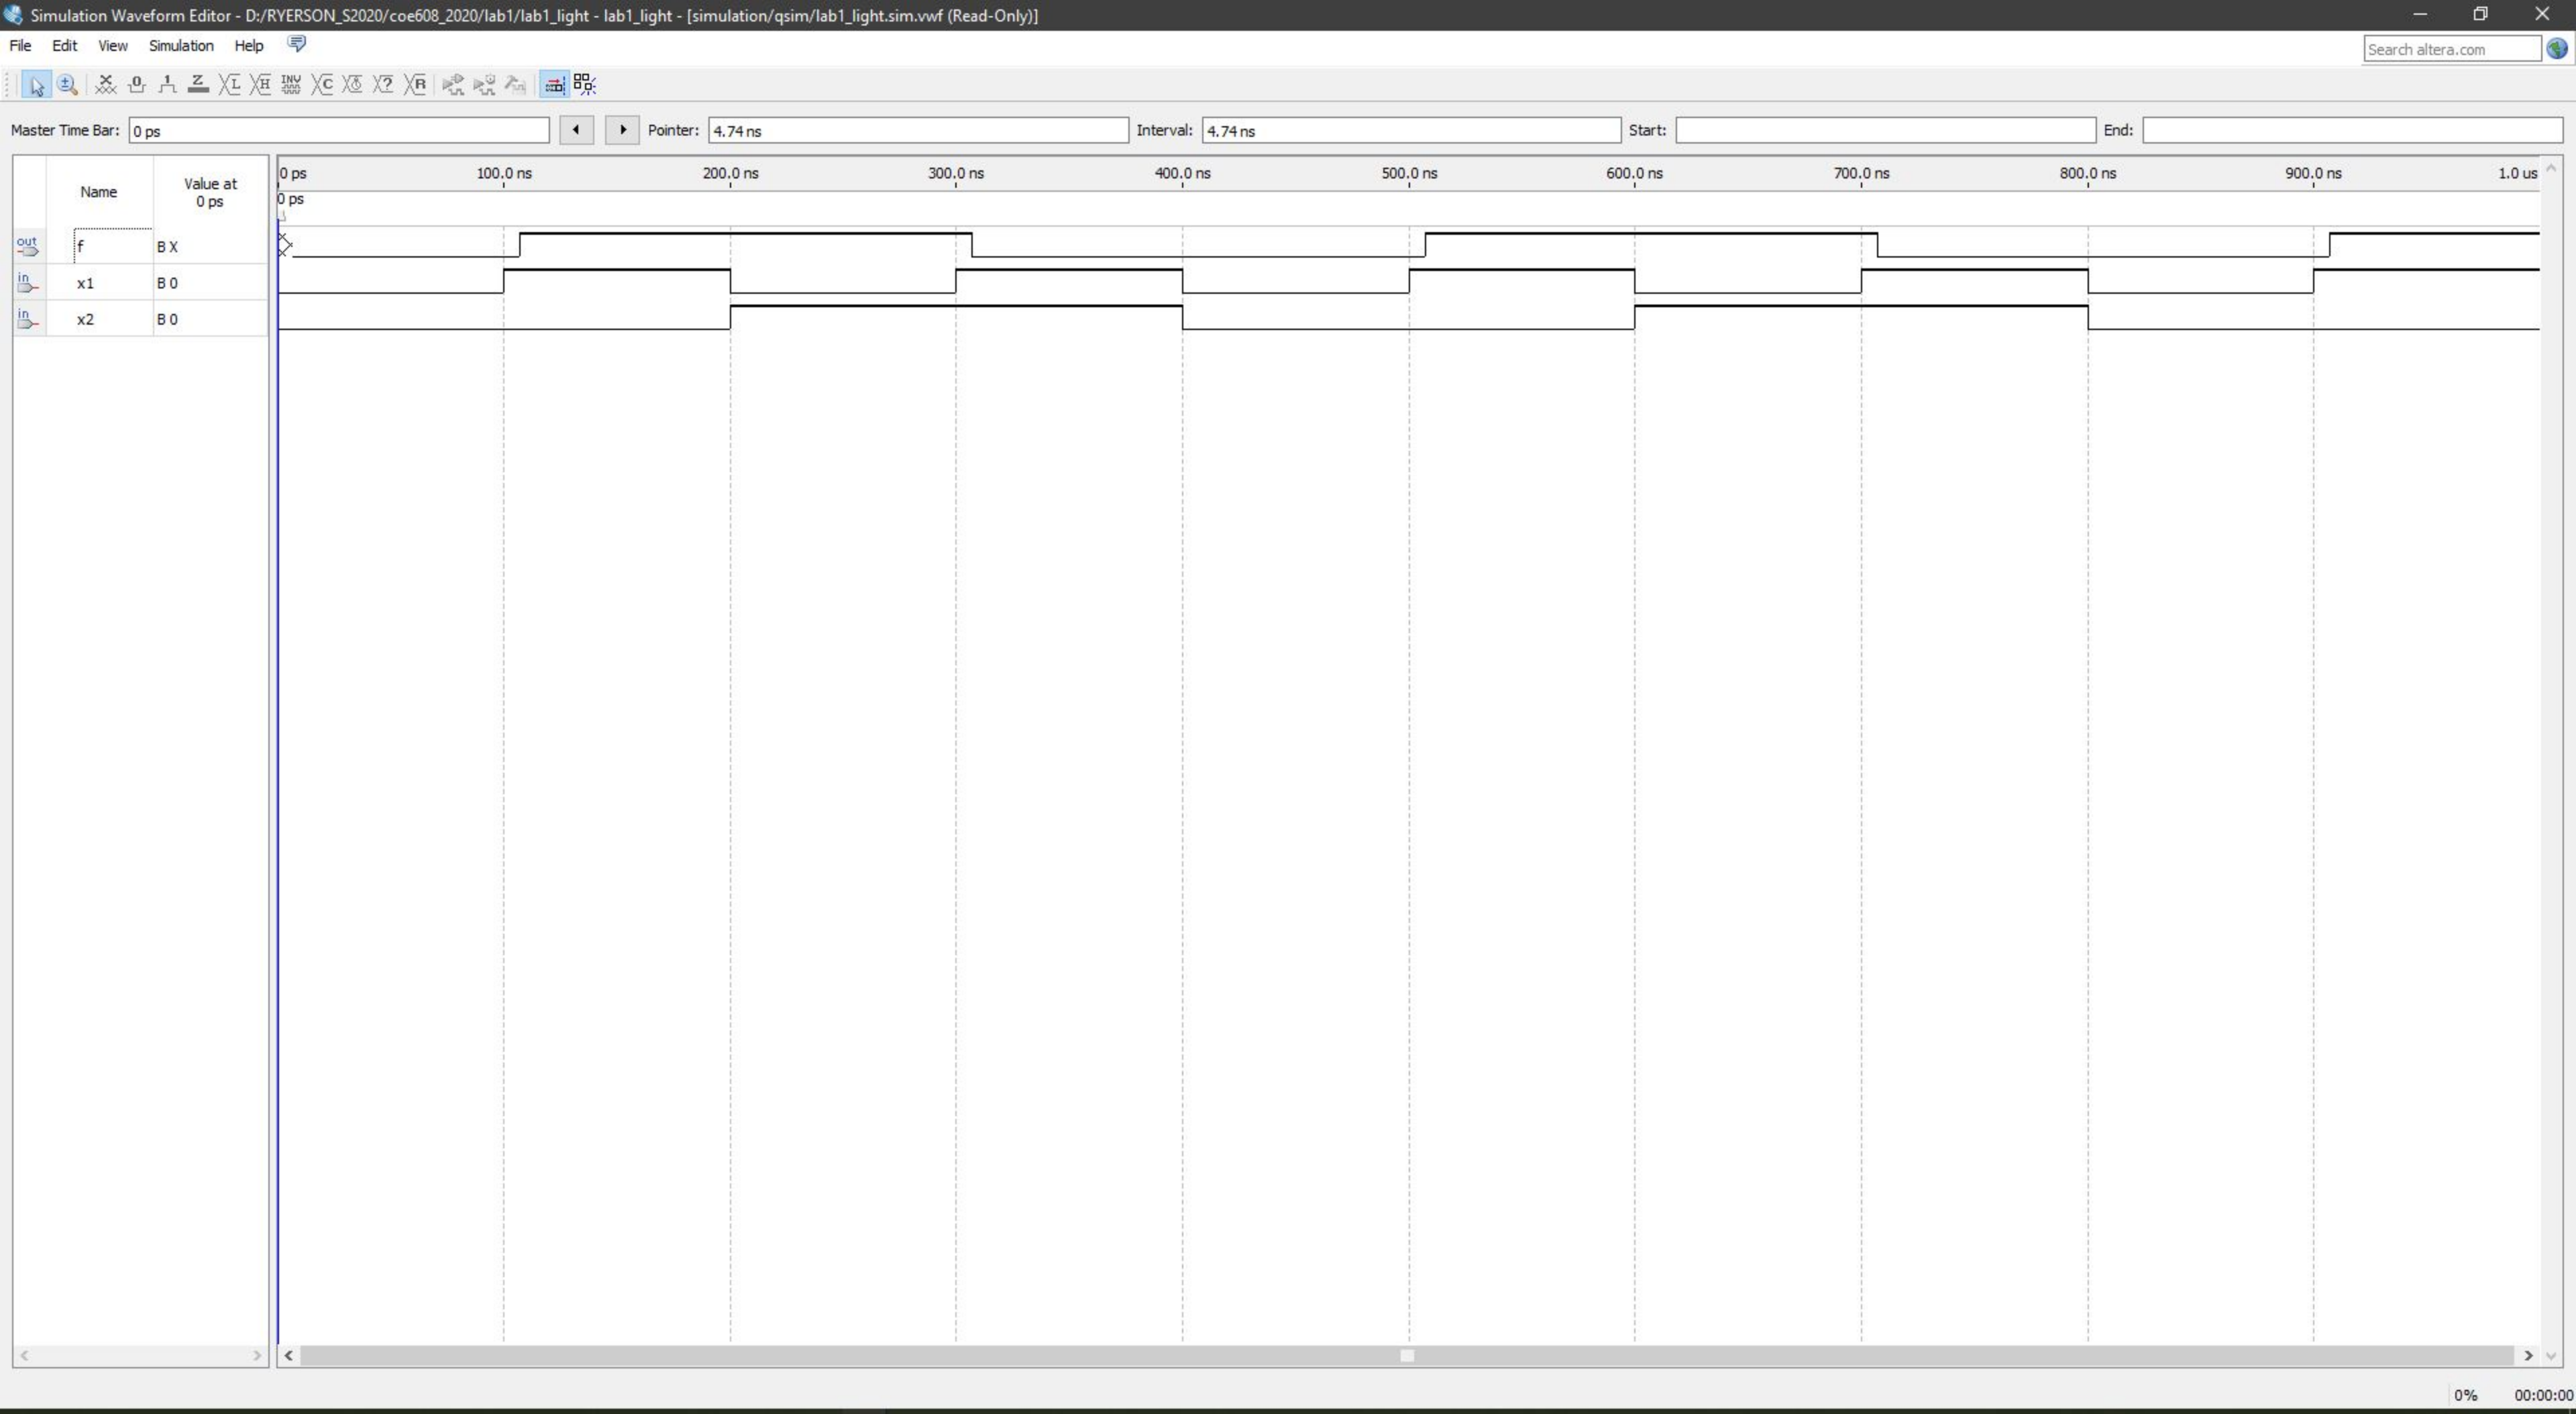 Simulation Waveform Editor - D:/RYERSON_S2020/coe608_2020/lab1/lab1_light - lab1_light - [simulation/qsim/lab1_light.sim.vwf (Read-Only)]
File Edit View Simulation Help
Search altera.com
X 0 1 Z L H INV C ? R
Master Time Bar: 0 ps Pointer: 4.74 ns Interval: 4.74 ns Start: End:
Name Value at 0 ps
0 ps 100.0 ns 200.0 ns 300.0 ns 400.0 ns 500.0 ns 600.0 ns 700.0 ns 800.0 ns 900.0 ns 1.0 us
0 ps
out f B X
in x1 B 0
in x2 B 0
0% 00:00:00